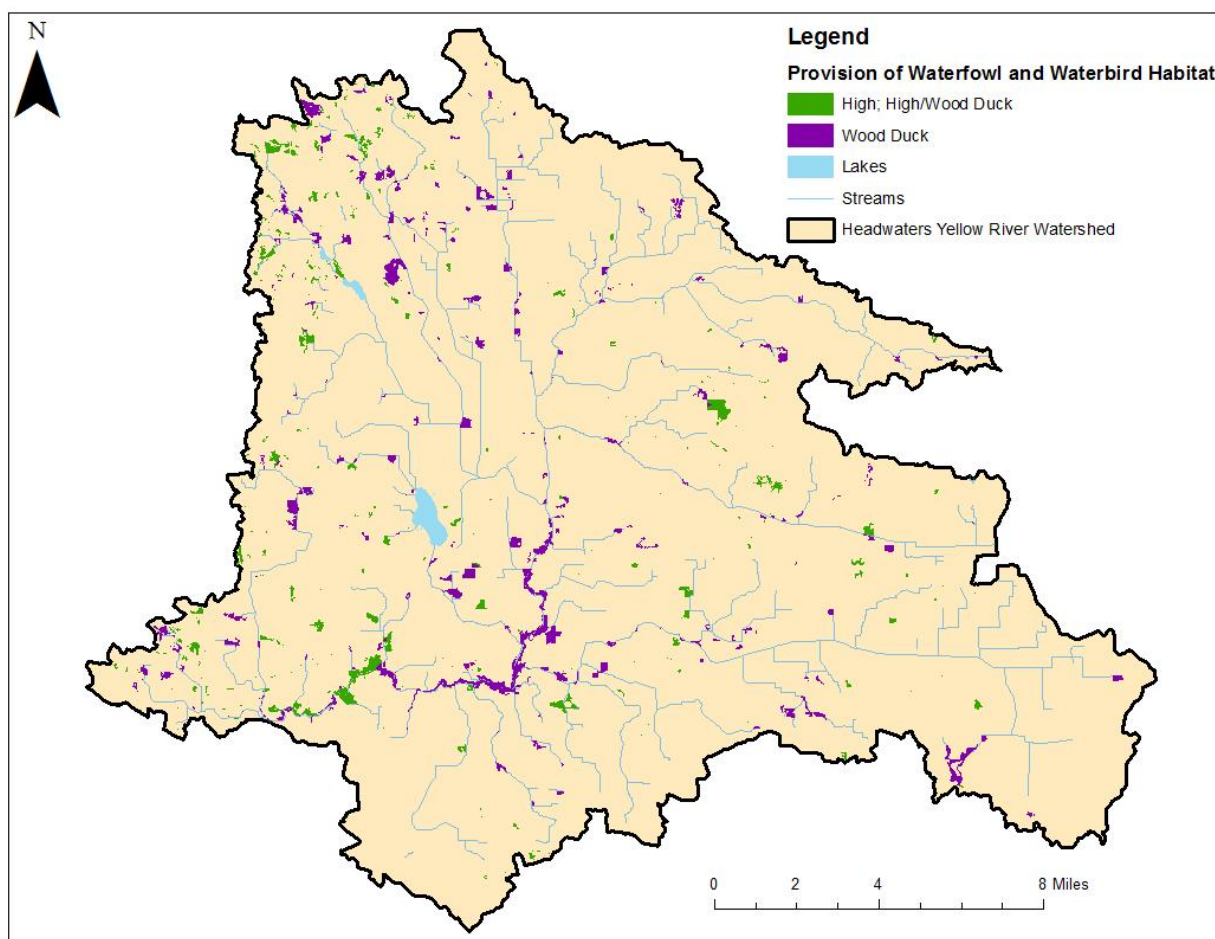 N
Legend
Provision of Waterfowl and Waterbird Habitat
High; High/Wood Duck
Wood Duck
Lakes
Streams
Headwaters Yellow River Watershed
0 2 4 8 Miles